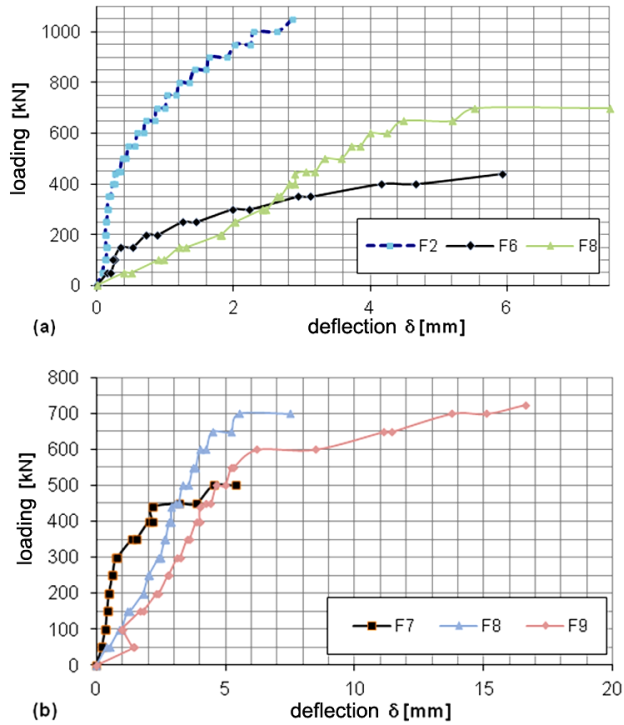 1000
800
600
400
200
0
loading [kN]
F2 F6 F8
0 2 4 6
(a) deflection δ [mm]
800
700
600
500
400
300
200
100
0
loading [kN]
F7 F8 F9
0 5 10 15 20
(b) deflection δ [mm]